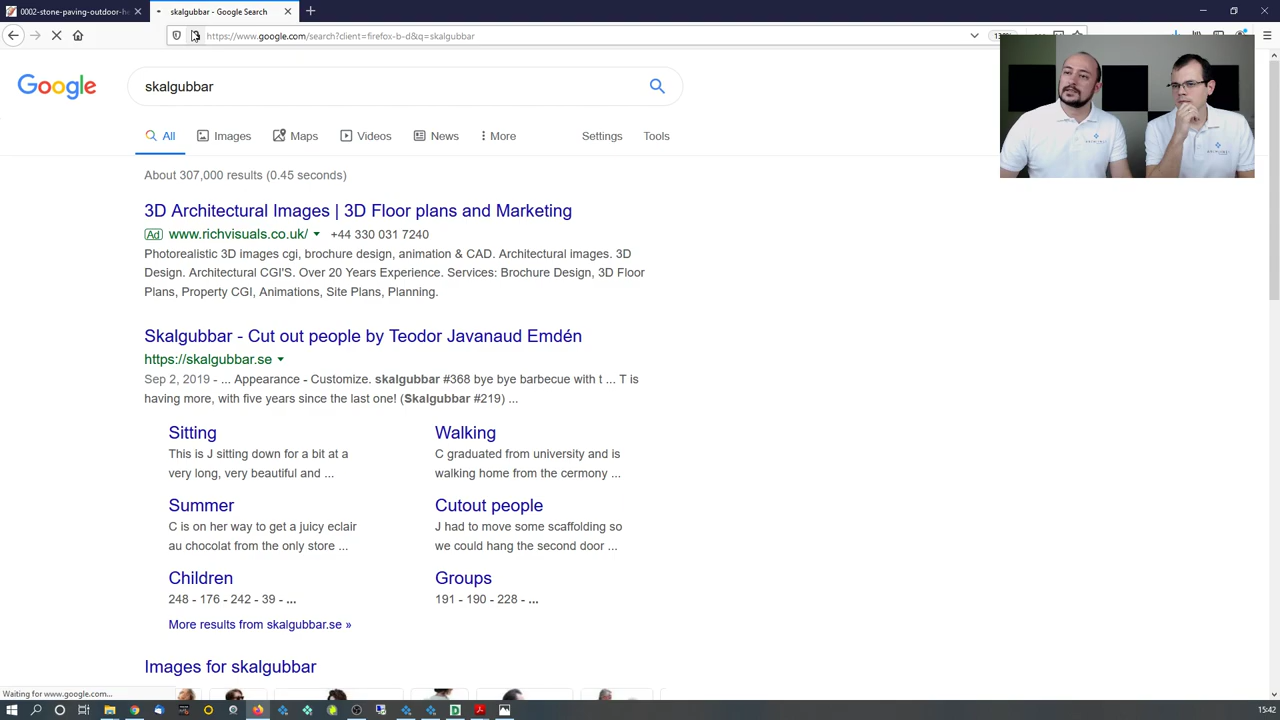 0002-stone-paving-outdoor-he
skalgubbar - Google Search
https://www.google.com/search?client=firefox-b-d&q=skalgubbar
Google
skalgubbar
All
Images
Maps
Videos
News
More
Settings
Tools
About 307,000 results (0.45 seconds)
3D Architectural Images | 3D Floor plans and Marketing
Ad www.richvisuals.co.uk/ +44 330 031 7240
Photorealistic 3D images cgi, brochure design, animation & CAD. Architectural images. 3D
Design. Architectural CGI'S. Over 20 Years Experience. Services: Brochure Design, 3D Floor
Plans, Property CGI, Animations, Site Plans, Planning.
Skalgubbar - Cut out people by Teodor Javanaud Emdén
https://skalgubbar.se
Sep 2, 2019 - ... Appearance - Customize. skalgubbar #368 bye bye barbecue with t ... T is
having more, with five years since the last one! (Skalgubbar #219) ...
Sitting
This is J sitting down for a bit at a
very long, very beautiful and ...
Walking
C graduated from university and is
walking home from the cermony ...
Summer
C is on her way to get a juicy eclair
au chocolat from the only store ...
Cutout people
J had to move some scaffolding so
we could hang the second door ...
Children
248 - 176 - 242 - 39 - ...
Groups
191 - 190 - 228 - ...
More results from skalgubbar.se »
Images for skalgubbar
Waiting for www.google.com...
15:42